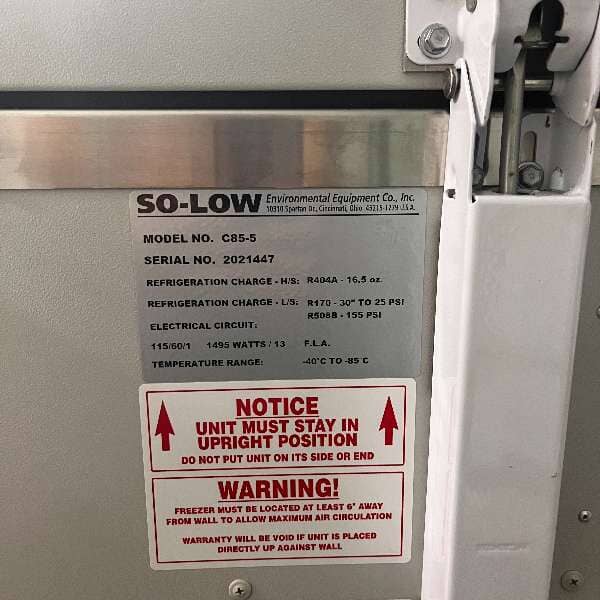 SO-LOW Environmental Equipment Co., Inc.
10310 Spartan Dr., Cincinnati, Ohio 45215-1279 U.S.A.
MODEL NO. C85-5
SERIAL NO. 2021447
REFRIGERATION CHARGE - H/S: R404A - 16.5 oz.
REFRIGERATION CHARGE - L/S: R170 - 30" TO 25 PSI
R508B - 155 PSI
ELECTRICAL CIRCUIT:
115/60/1 1495 WATTS / 13 F.L.A.
TEMPERATURE RANGE: -40°C TO -85°C
NOTICE
UNIT MUST STAY IN
UPRIGHT POSITION
DO NOT PUT UNIT ON ITS SIDE OR END
WARNING!
FREEZER MUST BE LOCATED AT LEAST 6" AWAY
FROM WALL TO ALLOW MAXIMUM AIR CIRCULATION
WARRANTY WILL BE VOID IF UNIT IS PLACED
DIRECTLY UP AGAINST WALL